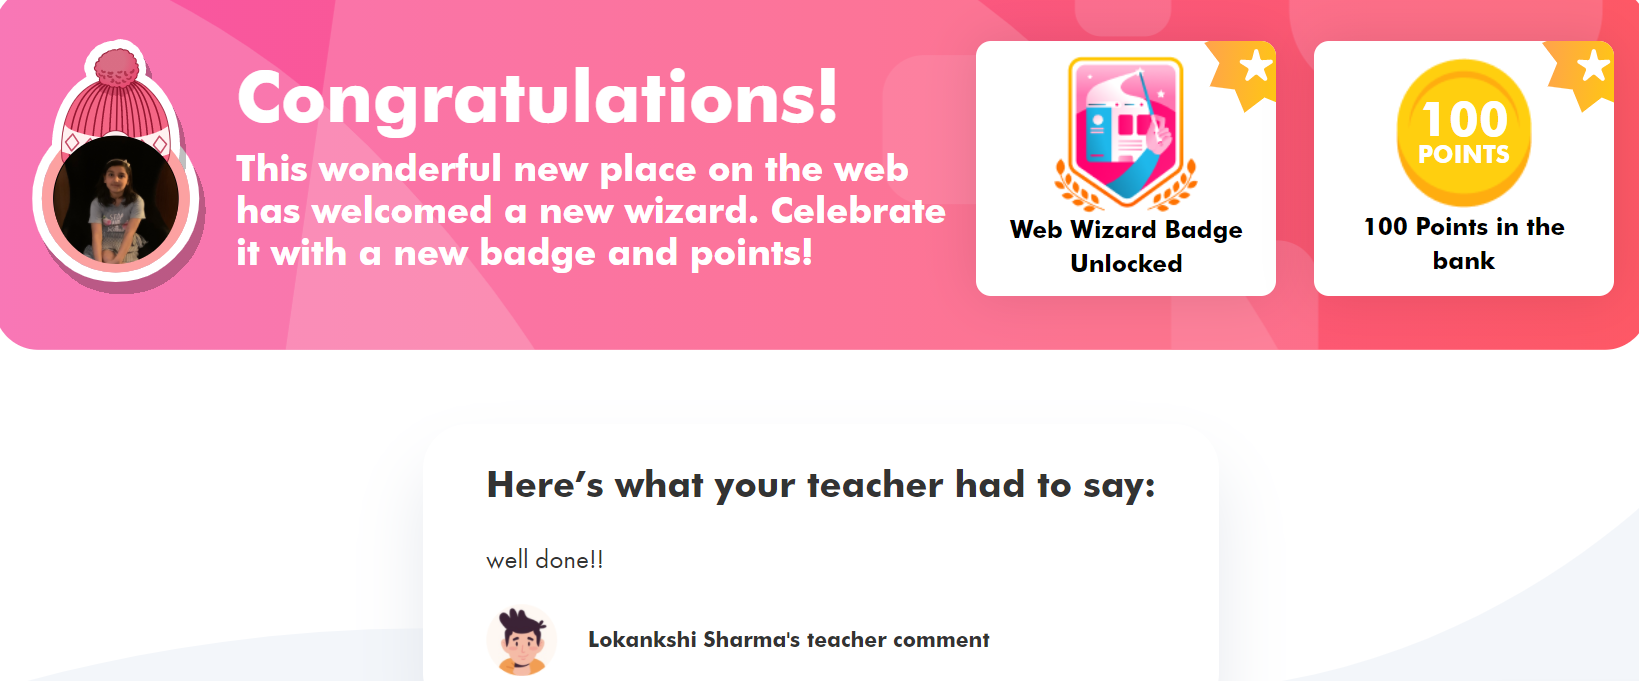 Congratulations!
This wonderful new place on the web
has welcomed a new wizard. Celebrate
it with a new badge and points!
Web Wizard Badge
Unlocked
100
POINTS
100 Points in the
bank
Here’s what your teacher had to say:
well done!!
Lokankshi Sharma's teacher comment